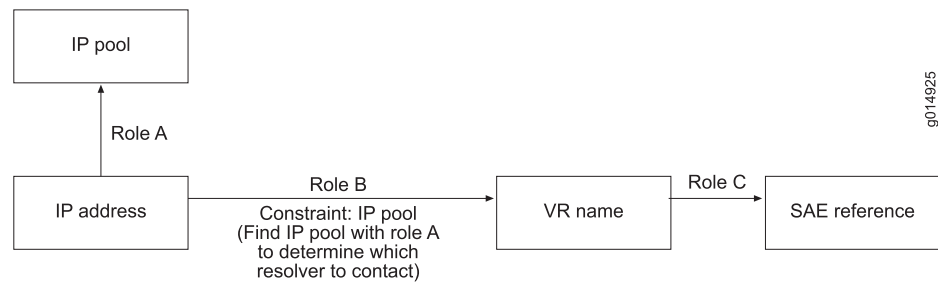 IP pool
g014925
Role A
IP address
Role B
Constraint: IP pool
(Find IP pool with role A
to determine which
resolver to contact)
VR name
Role C
SAE reference